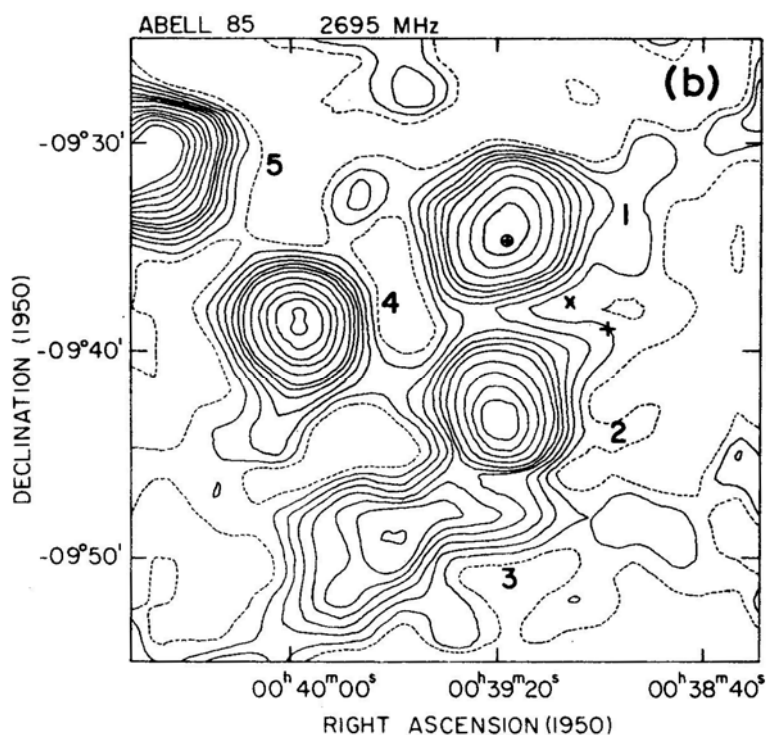 ABELL 85 2695 MHz
(b)
-09°30'
5
1
4
-09°40'
2
-09°50'
3
00ʰ40ᵐ00ˢ 00ʰ39ᵐ20ˢ 00ʰ38ᵐ40ˢ
RIGHT ASCENSION (1950)
DECLINATION (1950)